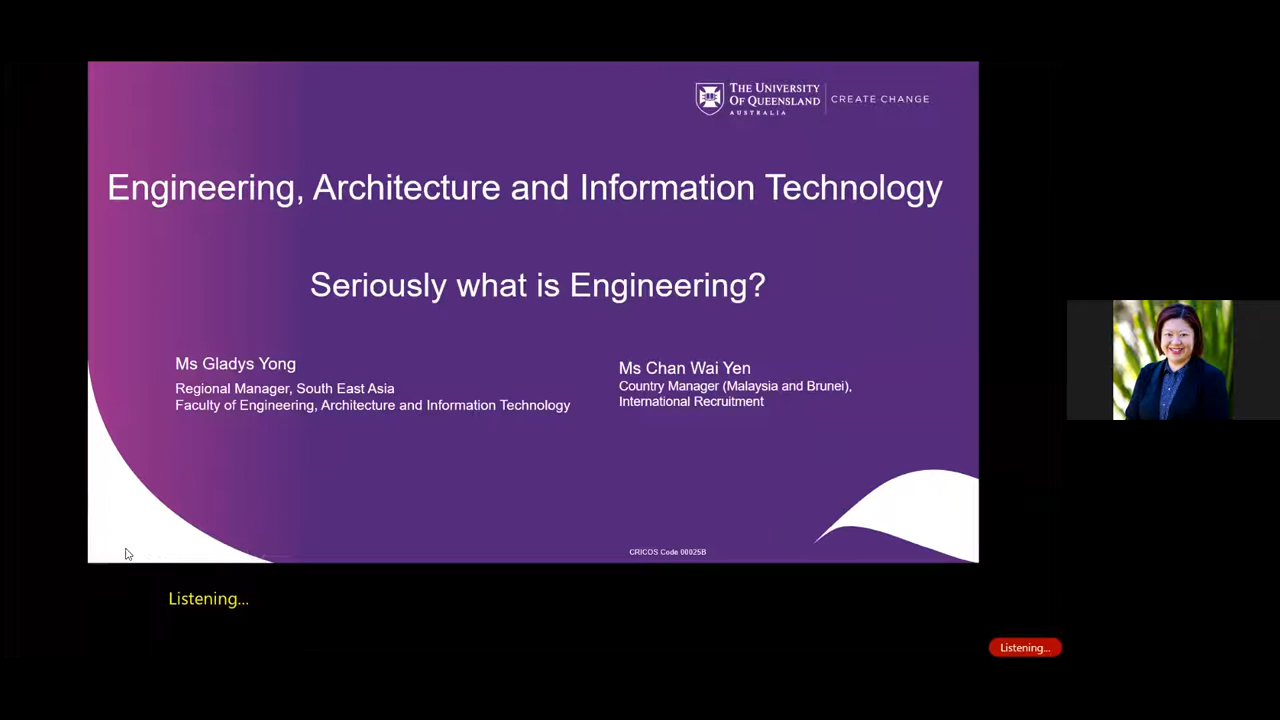 THE UNIVERSITY
OF QUEENSLAND
AUSTRALIA
CREATE CHANGE
Engineering, Architecture and Information Technology
Seriously what is Engineering?
Ms Gladys Yong
Regional Manager, South East Asia
Faculty of Engineering, Architecture and Information Technology
Ms Chan Wai Yen
Country Manager (Malaysia and Brunei),
International Recruitment
CRICOS Code 00025B
Listening...
Listening...